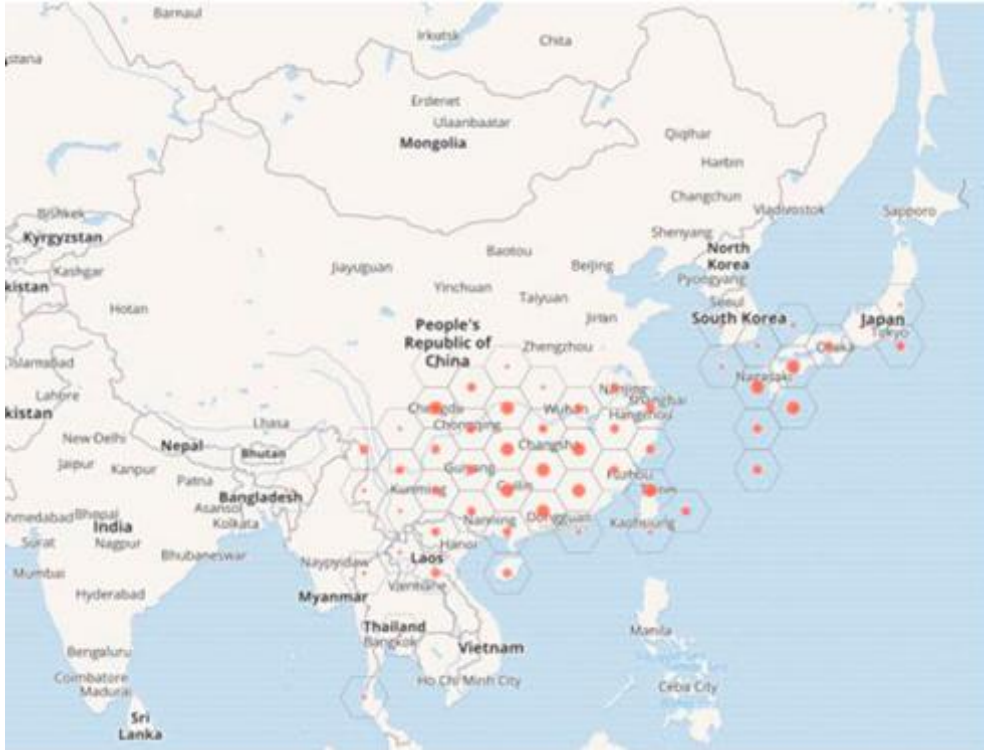 Barnaul
Irkutsk
Chita
stana
Erdenet
Ulaanbaatar
Mongolia
Qiqihar
Harbin
Changchun
Vladivostok
Sapporo
Bishkek
Kyrgyzstan
Shenyang
North
Korea
Baotou
Beijing
Jiayuguan
Kashgar
kistan
Pyongyang
Yinchuan
Taiyuan
Seoul
Hotan
South Korea
Japan
Tokyo
Jinan
People's
Republic of
China
Zhengzhou
Osaka
Islamabad
Nagasaki
Lahore
Nanjing
Shanghai
kistan
Chengdu
Wuhan
Hangzhou
Lhasa
Chongqing
New Delhi
Nepal
Bhutan
Changsha
Jaipur
Kanpur
Guiyang
Fuzhou
Patna
Kunming
Guilin
Bangladesh
hmedabad
Bhopal
Asansol
India
Kolkata
Nanning
Dongguan
Kaohsiung
Surat
Nagpur
Bhubaneswar
Hanoi
Laos
Mumbai
Naypyidaw
Vientiane
Hyderabad
Myanmar
Thailand
Bangkok
Manila
Vietnam
Bengaluru
Coimbatore
Madurai
Ho Chi Minh City
Cebu City
Sri
Lanka